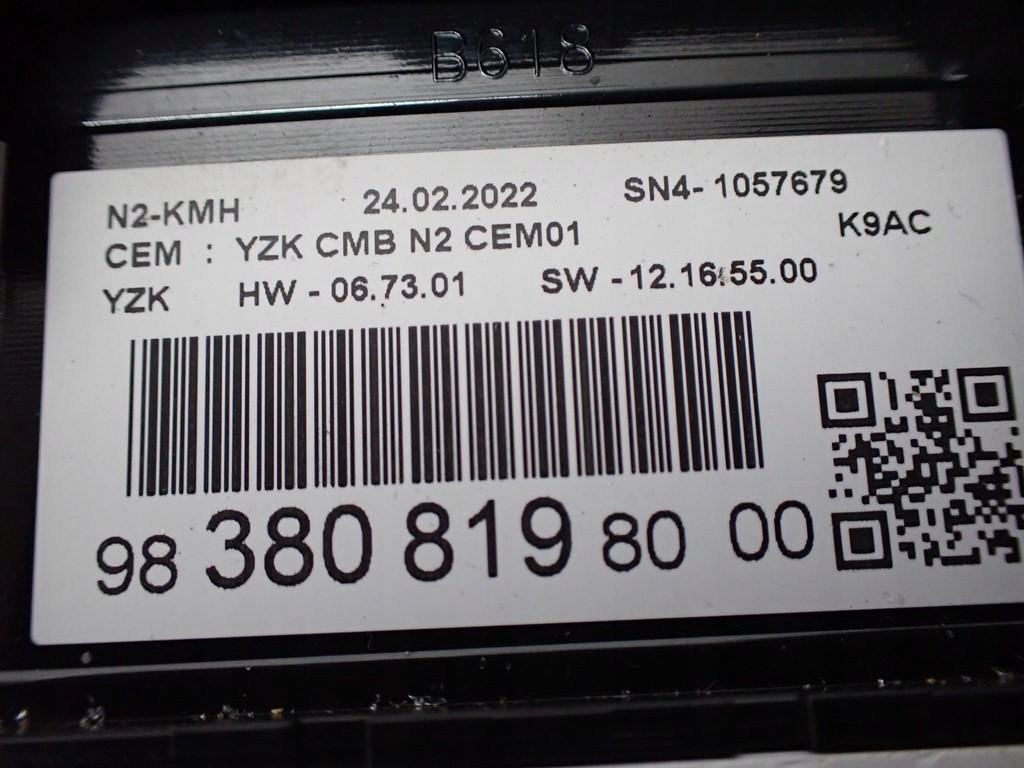 B618
N2-KMH 24.02.2022 SN4- 1057679
CEM : YZK CMB N2 CEM01 K9AC
YZK HW - 06.73.01 SW -12.16.55.00
98 380 819 80 00